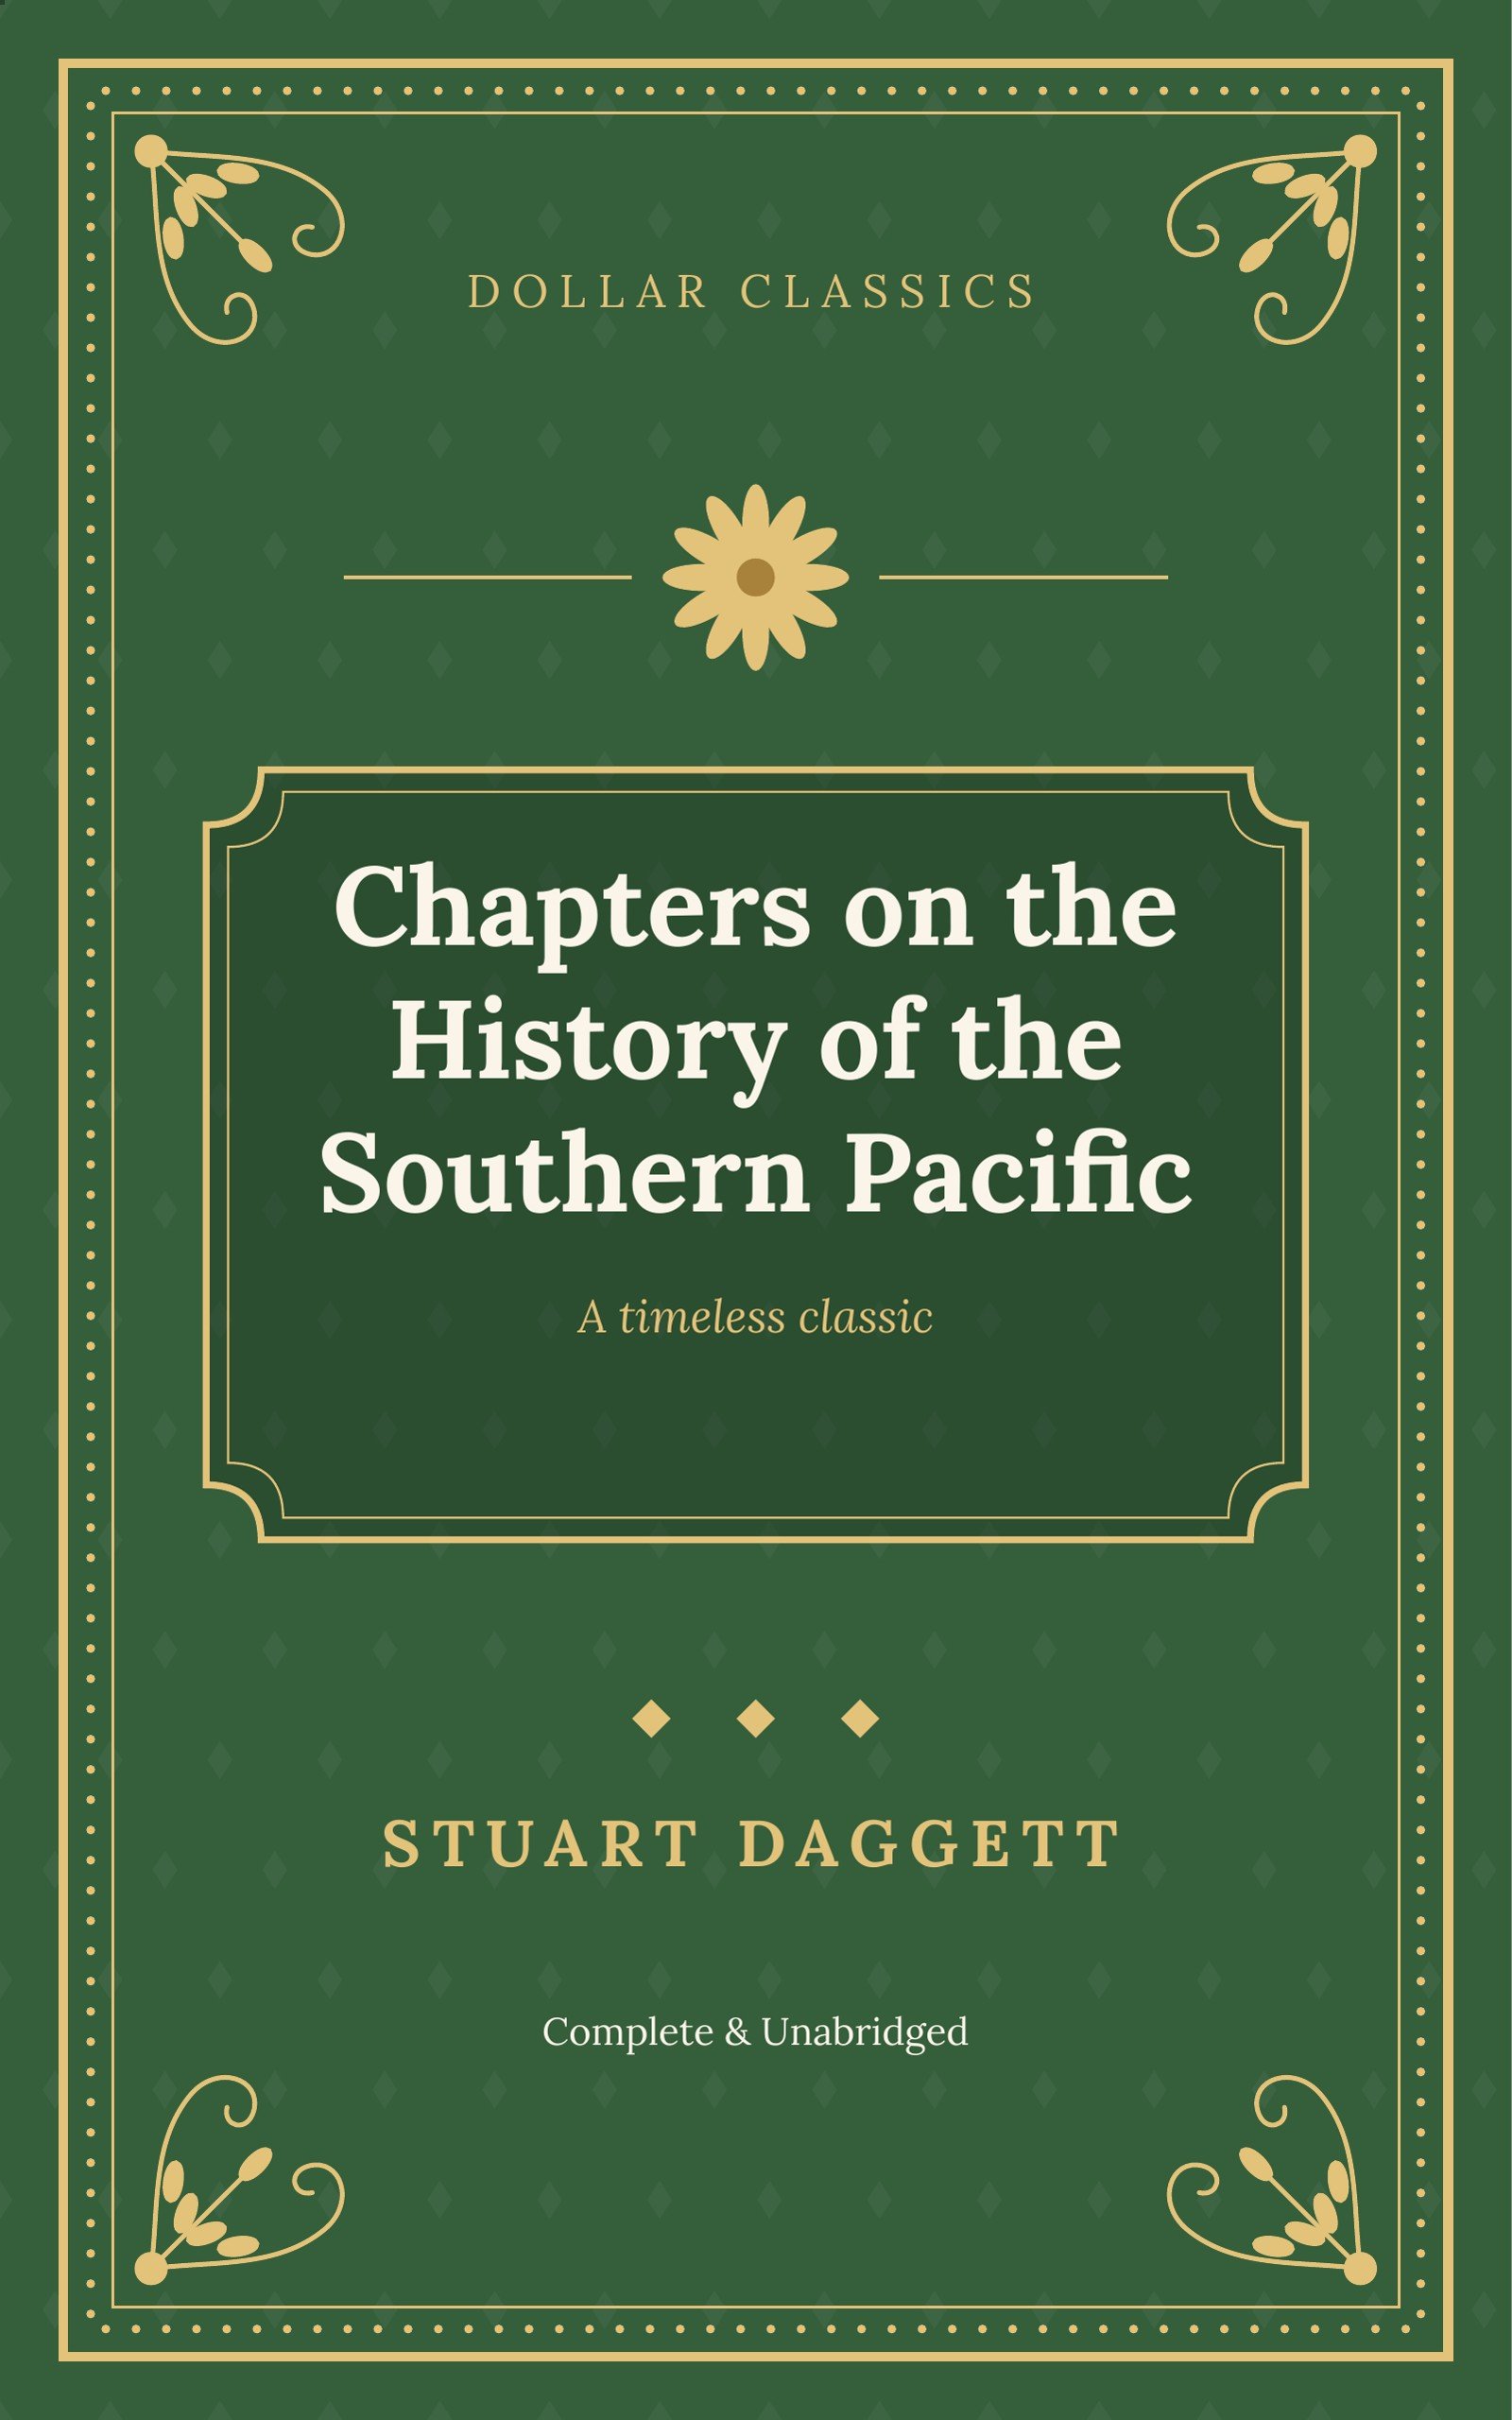 DOLLAR CLASSICS
Chapters on the
History of the
Southern Pacific
A timeless classic
STUART DAGGETT
Complete & Unabridged